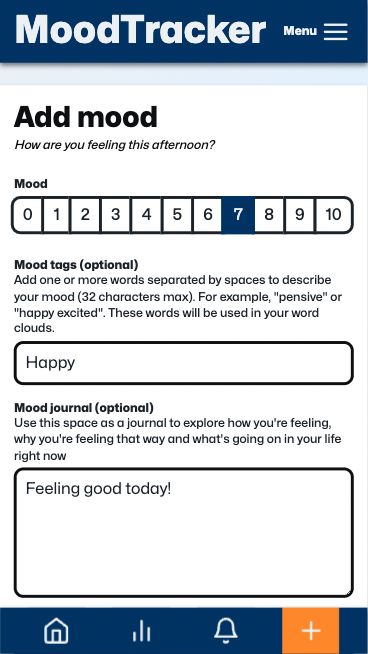 MoodTracker
Menu
Add mood
How are you feeling this afternoon?
Mood
0 1 2 3 4 5 6 7 8 9 10
Mood tags (optional)
Add one or more words separated by spaces to describe
your mood (32 characters max). For example, "pensive" or
"happy excited". These words will be used in your word
clouds.
Happy
Mood journal (optional)
Use this space as a journal to explore how you're feeling,
why you're feeling that way and what's going on in your life
right now
Feeling good today!